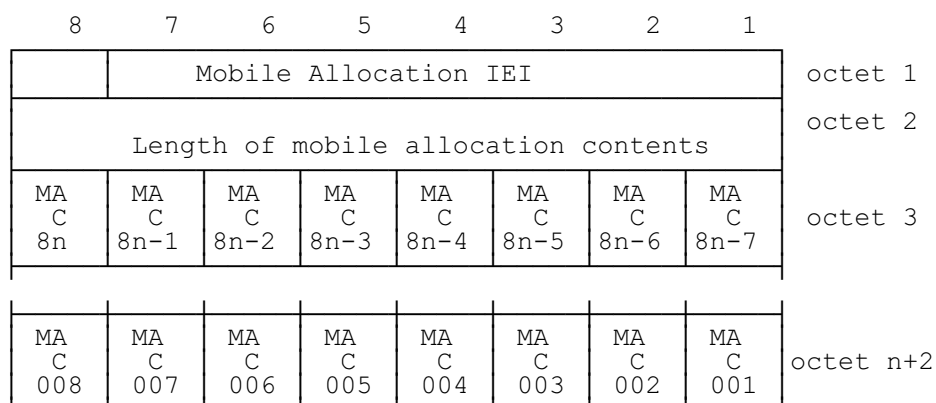 8 7 6 5 4 3 2 1
Mobile Allocation IEI octet 1
octet 2
Length of mobile allocation contents
MA MA MA MA MA MA MA MA
C C C C C C C C octet 3
8n 8n-1 8n-2 8n-3 8n-4 8n-5 8n-6 8n-7
MA MA MA MA MA MA MA MA
C C C C C C C C octet n+2
008 007 006 005 004 003 002 001